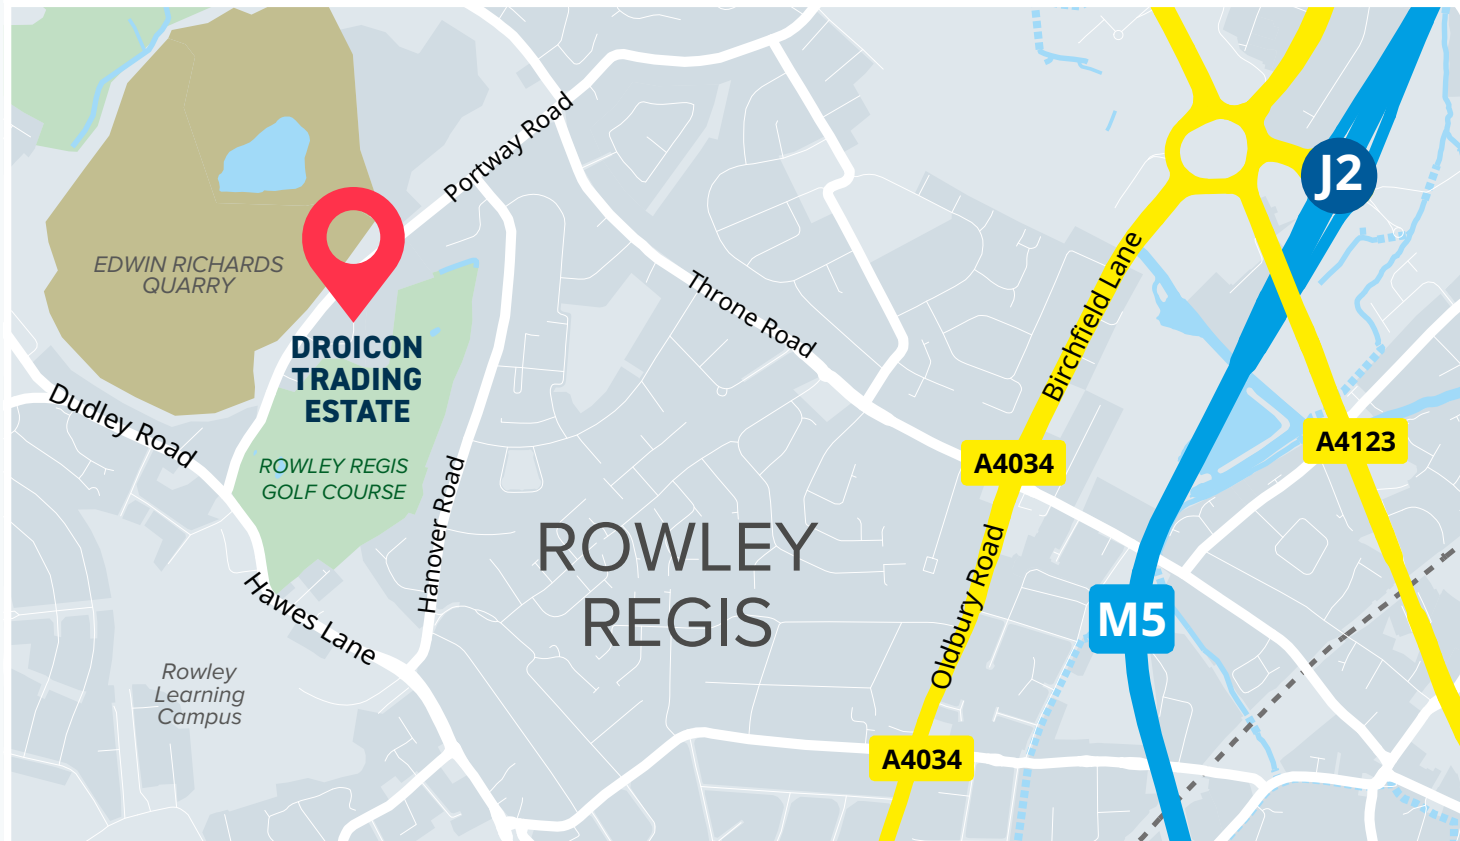 J2
Portway Road
EDWIN RICHARDS
QUARRY
Birchfield Lane
Throne Road
DROICON
TRADING
ESTATE
Dudley Road
A4123
A4034
ROWLEY REGIS
GOLF COURSE
Hanover Road
ROWLEY
REGIS
Oldbury Road
Hawes Lane
M5
Rowley
Learning
Campus
A4034